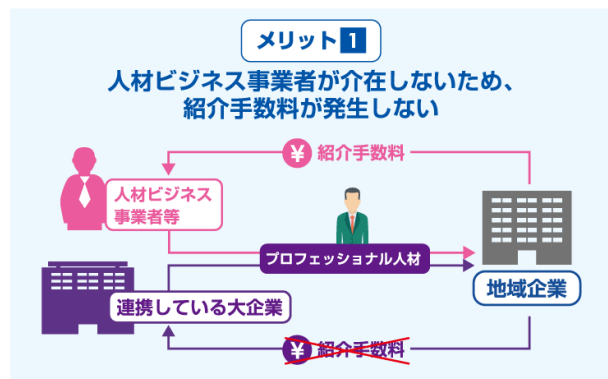 メリット1
人材ビジネス事業者が介在しないため、
紹介手数料が発生しない
¥ 紹介手数料
人材ビジネス
事業者等
プロフェッショナル人材
地域企業
連携している大企業
¥ 紹介手数料